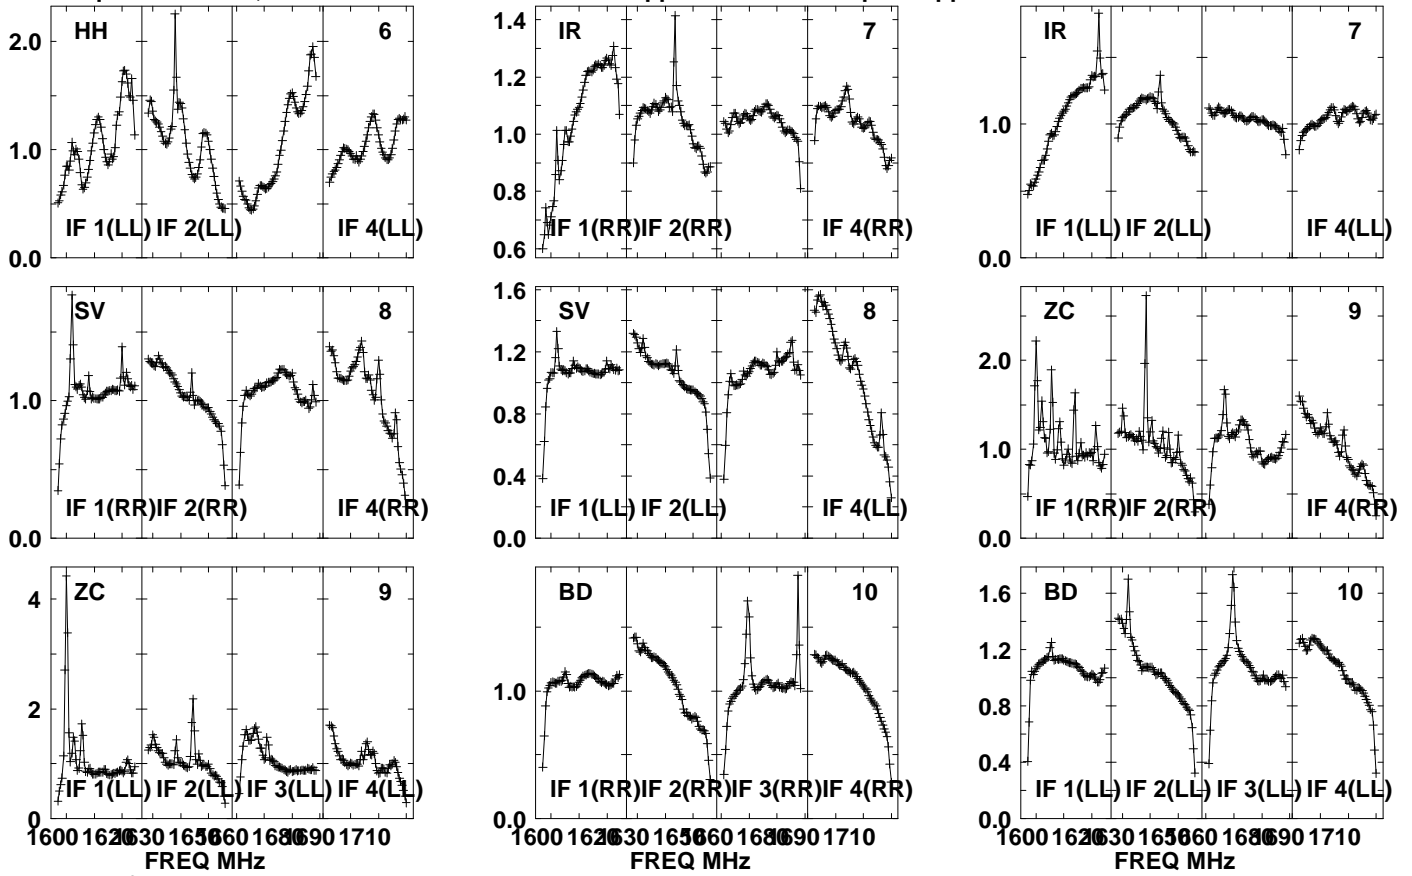 HH 6 IR 7 IR 7
2.0 1.4
1.2
1.0 1.0 1.0
0.8
IF 1(LL) IF 2(LL) IF 4(LL) IF 1(RR) IF 2(RR) IF 4(RR) IF 1(LL) IF 2(LL) IF 4(LL)
0.0 0.6 0.0
SV 8 SV 8 ZC 9
1.6
1.2 2.0
1.0 0.8 1.0
0.4
IF 1(RR) IF 2(RR) IF 4(RR) IF 1(LL) IF 2(LL) IF 4(LL) IF 1(RR) IF 2(RR) IF 4(RR)
0.0 0.0 0.0
ZC 9 BD 10 BD 10
4 1.6
1.2
2 1.0 0.8
0.4
IF 1(LL) IF 2(LL) IF 3(LL) IF 4(LL) IF 1(RR) IF 2(RR) IF 3(RR) IF 4(RR) IF 1(LL) IF 2(LL) IF 3(LL) IF 4(LL)
0 0.0 0.0
1600 1710 1600 1710 1600 1710
FREQ MHz FREQ MHz FREQ MHz